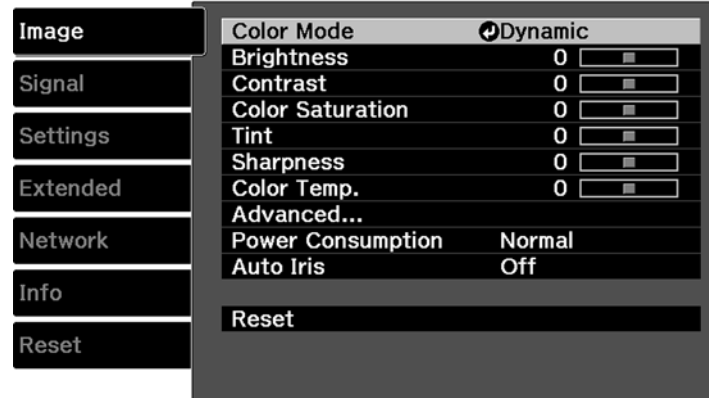 Image
Signal
Settings
Extended
Network
Info
Reset
Color Mode Dynamic
Brightness 0
Contrast 0
Color Saturation 0
Tint 0
Sharpness 0
Color Temp. 0
Advanced...
Power Consumption Normal
Auto Iris Off
Reset